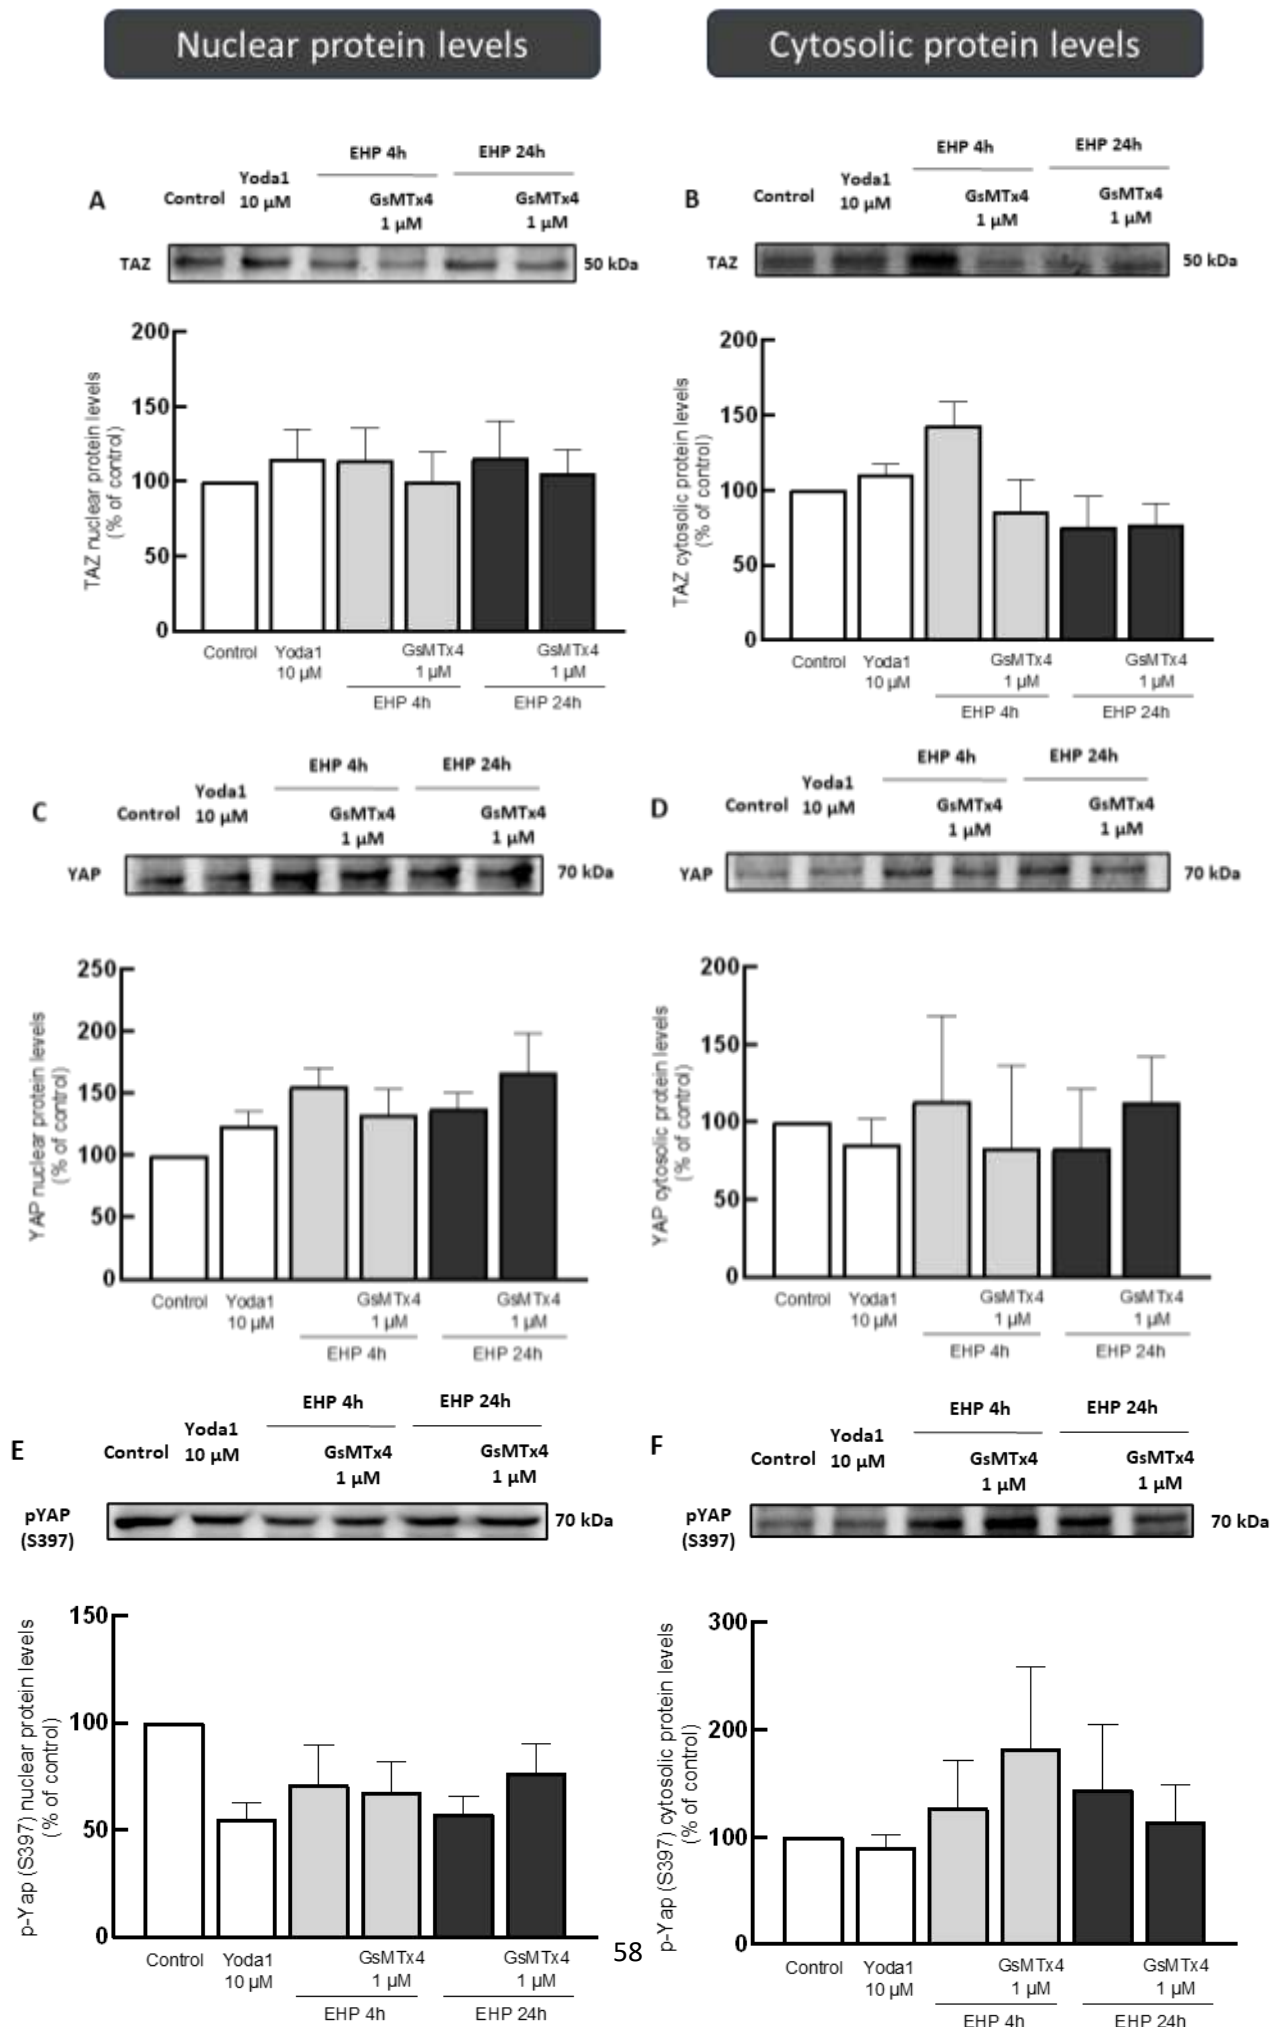 Nuclear protein levels
Cytosolic protein levels
A
Control
Yoda1
10 µM
EHP 4h
GsMTx4
1 µM
EHP 24h
GsMTx4
1 µM
TAZ
50 kDa
TAZ nuclear protein levels
(% of control)
200
150
100
50
0
Control
Yoda1
10 µM
GsMTx4
1 µM
GsMTx4
1 µM
EHP 4h
EHP 24h
B
Control
Yoda1
10 µM
EHP 4h
GsMTx4
1 µM
EHP 24h
GsMTx4
1 µM
TAZ
50 kDa
TAZ cytosolic protein levels
(% of control)
200
150
100
50
0
Control
Yoda1
10 µM
GsMTx4
1 µM
GsMTx4
1 µM
EHP 4h
EHP 24h
C
Control
Yoda1
10 µM
EHP 4h
GsMTx4
1 µM
EHP 24h
GsMTx4
1 µM
YAP
70 kDa
YAP nuclear protein levels
(% of control)
250
200
150
100
50
0
Control
Yoda1
10 µM
GsMTx4
1 µM
GsMTx4
1 µM
EHP 4h
EHP 24h
D
Control
Yoda1
10 µM
EHP 4h
GsMTx4
1 µM
EHP 24h
GsMTx4
1 µM
YAP
70 kDa
YAP cytosolic protein levels
(% of control)
200
150
100
50
0
Control
Yoda1
10 µM
GsMTx4
1 µM
GsMTx4
1 µM
EHP 4h
EHP 24h
E
Control
Yoda1
10 µM
EHP 4h
GsMTx4
1 µM
EHP 24h
GsMTx4
1 µM
pYAP
(S397)
70 kDa
p-Yap (S397) nuclear protein levels
(% of control)
150
100
50
0
Control
Yoda1
10 µM
GsMTx4
1 µM
GsMTx4
1 µM
EHP 4h
EHP 24h
F
Control
Yoda1
10 µM
EHP 4h
GsMTx4
1 µM
EHP 24h
GsMTx4
1 µM
pYAP
(S397)
70 kDa
p-Yap (S397) cytosolic protein levels
(% of control)
300
200
100
0
Control
Yoda1
10 µM
GsMTx4
1 µM
GsMTx4
1 µM
EHP 4h
EHP 24h
58